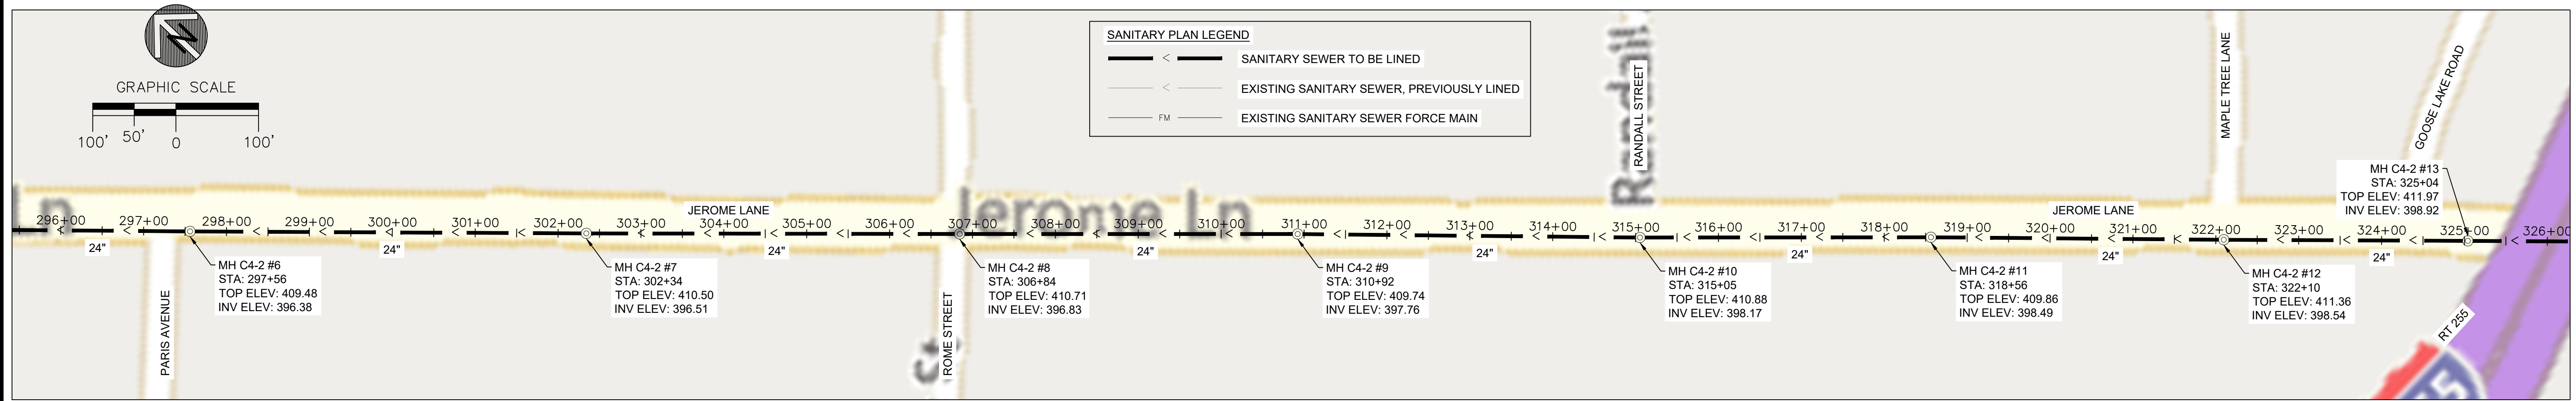 N
GRAPHIC SCALE
100' 50' 0 100'
SANITARY PLAN LEGEND
< SANITARY SEWER TO BE LINED
< EXISTING SANITARY SEWER, PREVIOUSLY LINED
FM EXISTING SANITARY SEWER FORCE MAIN
Randall
RANDALL STREET
MAPLE TREE LANE
GOOSE LAKE ROAD
MH C4-2 #13
STA: 325+04
TOP ELEV: 411.97
INV ELEV: 398.92
JEROME LANE
JEROME LANE
Ln
Jerome Ln
296+00 297+00 298+00 299+00 300+00 301+00 302+00 303+00 304+00 305+00 306+00 307+00 308+00 309+00 310+00 311+00 312+00 313+00 314+00 315+00 316+00 317+00 318+00 319+00 320+00 321+00 322+00 323+00 324+00 325+00 326+00
24" 24" 24" 24" 24" 24" 24" 24"
MH C4-2 #6
STA: 297+56
TOP ELEV: 409.48
INV ELEV: 396.38
MH C4-2 #7
STA: 302+34
TOP ELEV: 410.50
INV ELEV: 396.51
MH C4-2 #8
STA: 306+84
TOP ELEV: 410.71
INV ELEV: 396.83
MH C4-2 #9
STA: 310+92
TOP ELEV: 409.74
INV ELEV: 397.76
MH C4-2 #10
STA: 315+05
TOP ELEV: 410.88
INV ELEV: 398.17
MH C4-2 #11
STA: 318+56
TOP ELEV: 409.86
INV ELEV: 398.49
MH C4-2 #12
STA: 322+10
TOP ELEV: 411.36
INV ELEV: 398.54
PARIS AVENUE
St
ROME STREET
RT 255